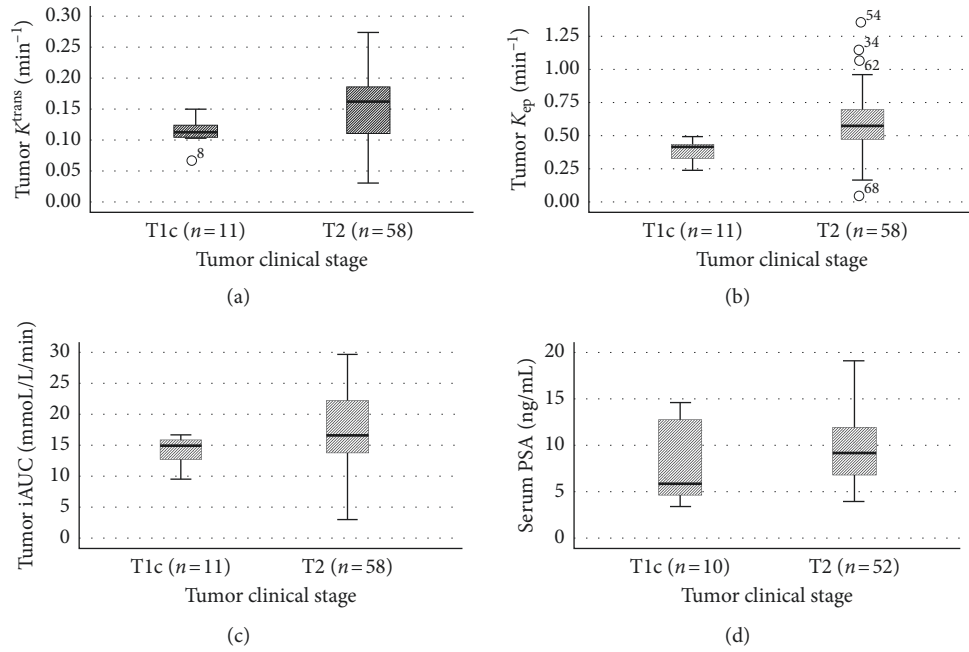 Tumor Kᵗʳᵃⁿˢ (min⁻¹)
0.30
0.25
0.20
0.15
0.10
0.05
0.00
8
T1c (n=11)
T2 (n=58)
Tumor clinical stage
(a)
Tumor Kₑₚ (min⁻¹)
1.25
1.00
0.75
0.50
0.25
0.00
54
34
62
68
T1c (n=11)
T2 (n=58)
Tumor clinical stage
(b)
Tumor iAUC (mmoL/L/min)
30
25
20
15
10
5
0
T1c (n=11)
T2 (n=58)
Tumor clinical stage
(c)
Serum PSA (ng/mL)
20
15
10
5
0
T1c (n=10)
T2 (n=52)
Tumor clinical stage
(d)